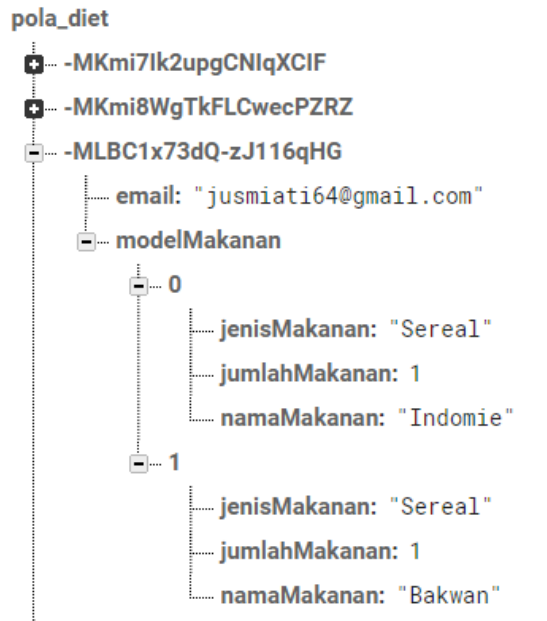 pola_diet
-MKmi7Ik2upgCNIqXCIF
-MKmi8WgTkFLCwecPZRZ
-MLBC1x73dQ-zJ116qHG
email: "jusmiati64@gmail.com"
modelMakanan
0
jenisMakanan: "Sereal"
jumlahMakanan: 1
namaMakanan: "Indomie"
1
jenisMakanan: "Sereal"
jumlahMakanan: 1
namaMakanan: "Bakwan"